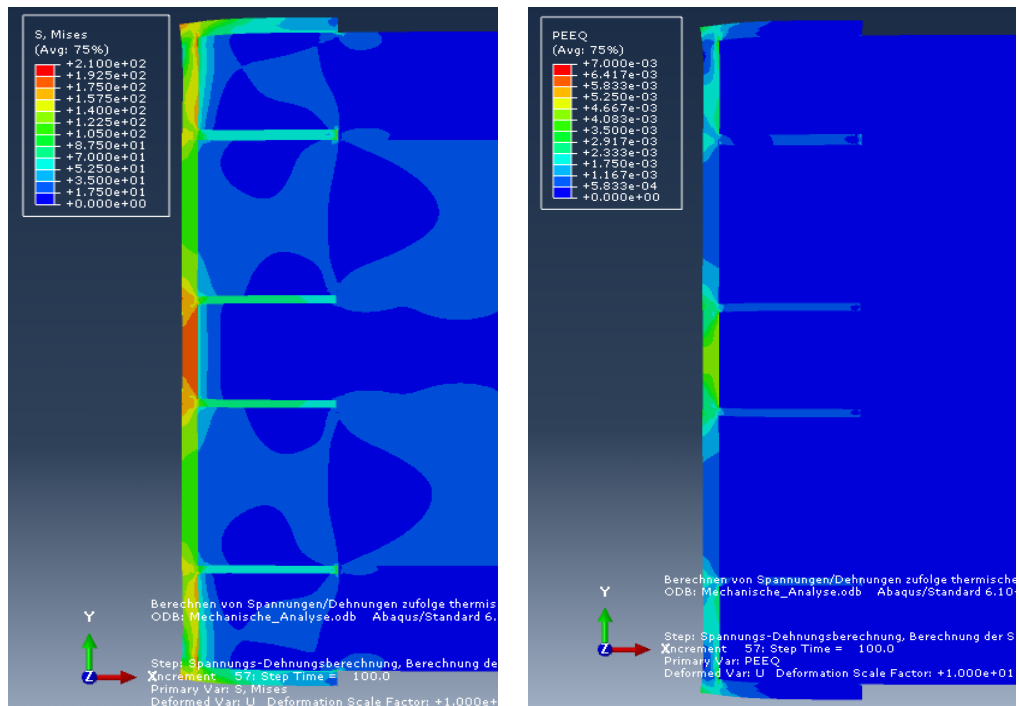 S, Mises
(Avg: 75%)
+2.100e+02
+1.925e+02
+1.750e+02
+1.575e+02
+1.400e+02
+1.225e+02
+1.050e+02
+8.750e+01
+7.000e+01
+5.250e+01
+3.500e+01
+1.750e+01
+0.000e+00
Y
Z
X
Berechnen von Spannungen/Dehnungen zufolge thermis
ODB: Mechanische_Analyse.odb Abaqus/Standard 6.
Step: Spannungs-Dehnungsberechnung, Berechnung de
Increment 57: Step Time = 100.0
Primary Var: S, Mises
Deformed Var: U Deformation Scale Factor: +1.000e+
PEEQ
(Avg: 75%)
+7.000e-03
+6.417e-03
+5.833e-03
+5.250e-03
+4.667e-03
+4.083e-03
+3.500e-03
+2.917e-03
+2.333e-03
+1.750e-03
+1.167e-03
+5.833e-04
+0.000e+00
Y
Z
X
Berechnen von Spannungen/Dehnungen zufolge thermische
ODB: Mechanische_Analyse.odb Abaqus/Standard 6.10-
Step: Spannungs-Dehnungsberechnung, Berechnung der S
Increment 57: Step Time = 100.0
Primary Var: PEEQ
Deformed Var: U Deformation Scale Factor: +1.000e+01